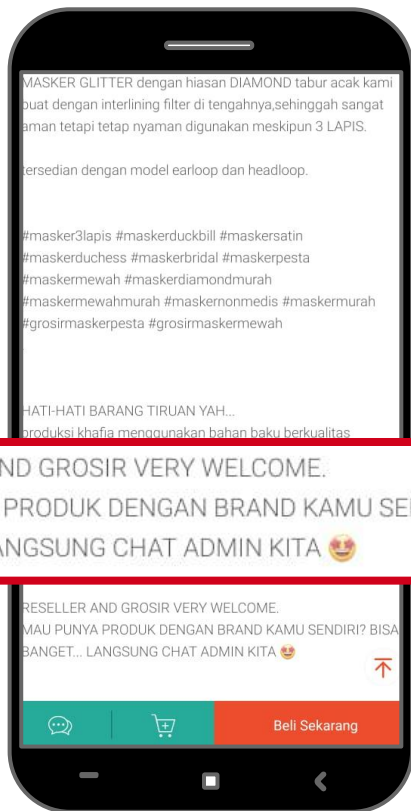 MASKER GLITTER dengan hiasan DIAMOND tabur acak kami
buat dengan interlining filter di tengahnya,sehinggah sangat
aman tetapi tetap nyaman digunakan meskipun 3 LAPIS.
tersedian dengan model earloop dan headloop.
#masker3lapis #maskerduckbill #maskersatin
#maskerduchess #maskerbridal #maskerpesta
#maskermewah #maskerdiamondmurah
#maskermewahmurah #maskernonmedis #maskermurah
#grosirmaskerpesta #grosirmaskermewah
HATI-HATI BARANG TIRUAN YAH...
produksi khafia menggunakan bahan baku berkualitas
ND GROSIR VERY WELCOME.
PRODUK DENGAN BRAND KAMU SE
ANGSUNG CHAT ADMIN KITA 🤩
RESELLER AND GROSIR VERY WELCOME.
MAU PUNYA PRODUK DENGAN BRAND KAMU SENDIRI? BISA
BANGET... LANGSUNG CHAT ADMIN KITA 🤩
Beli Sekarang